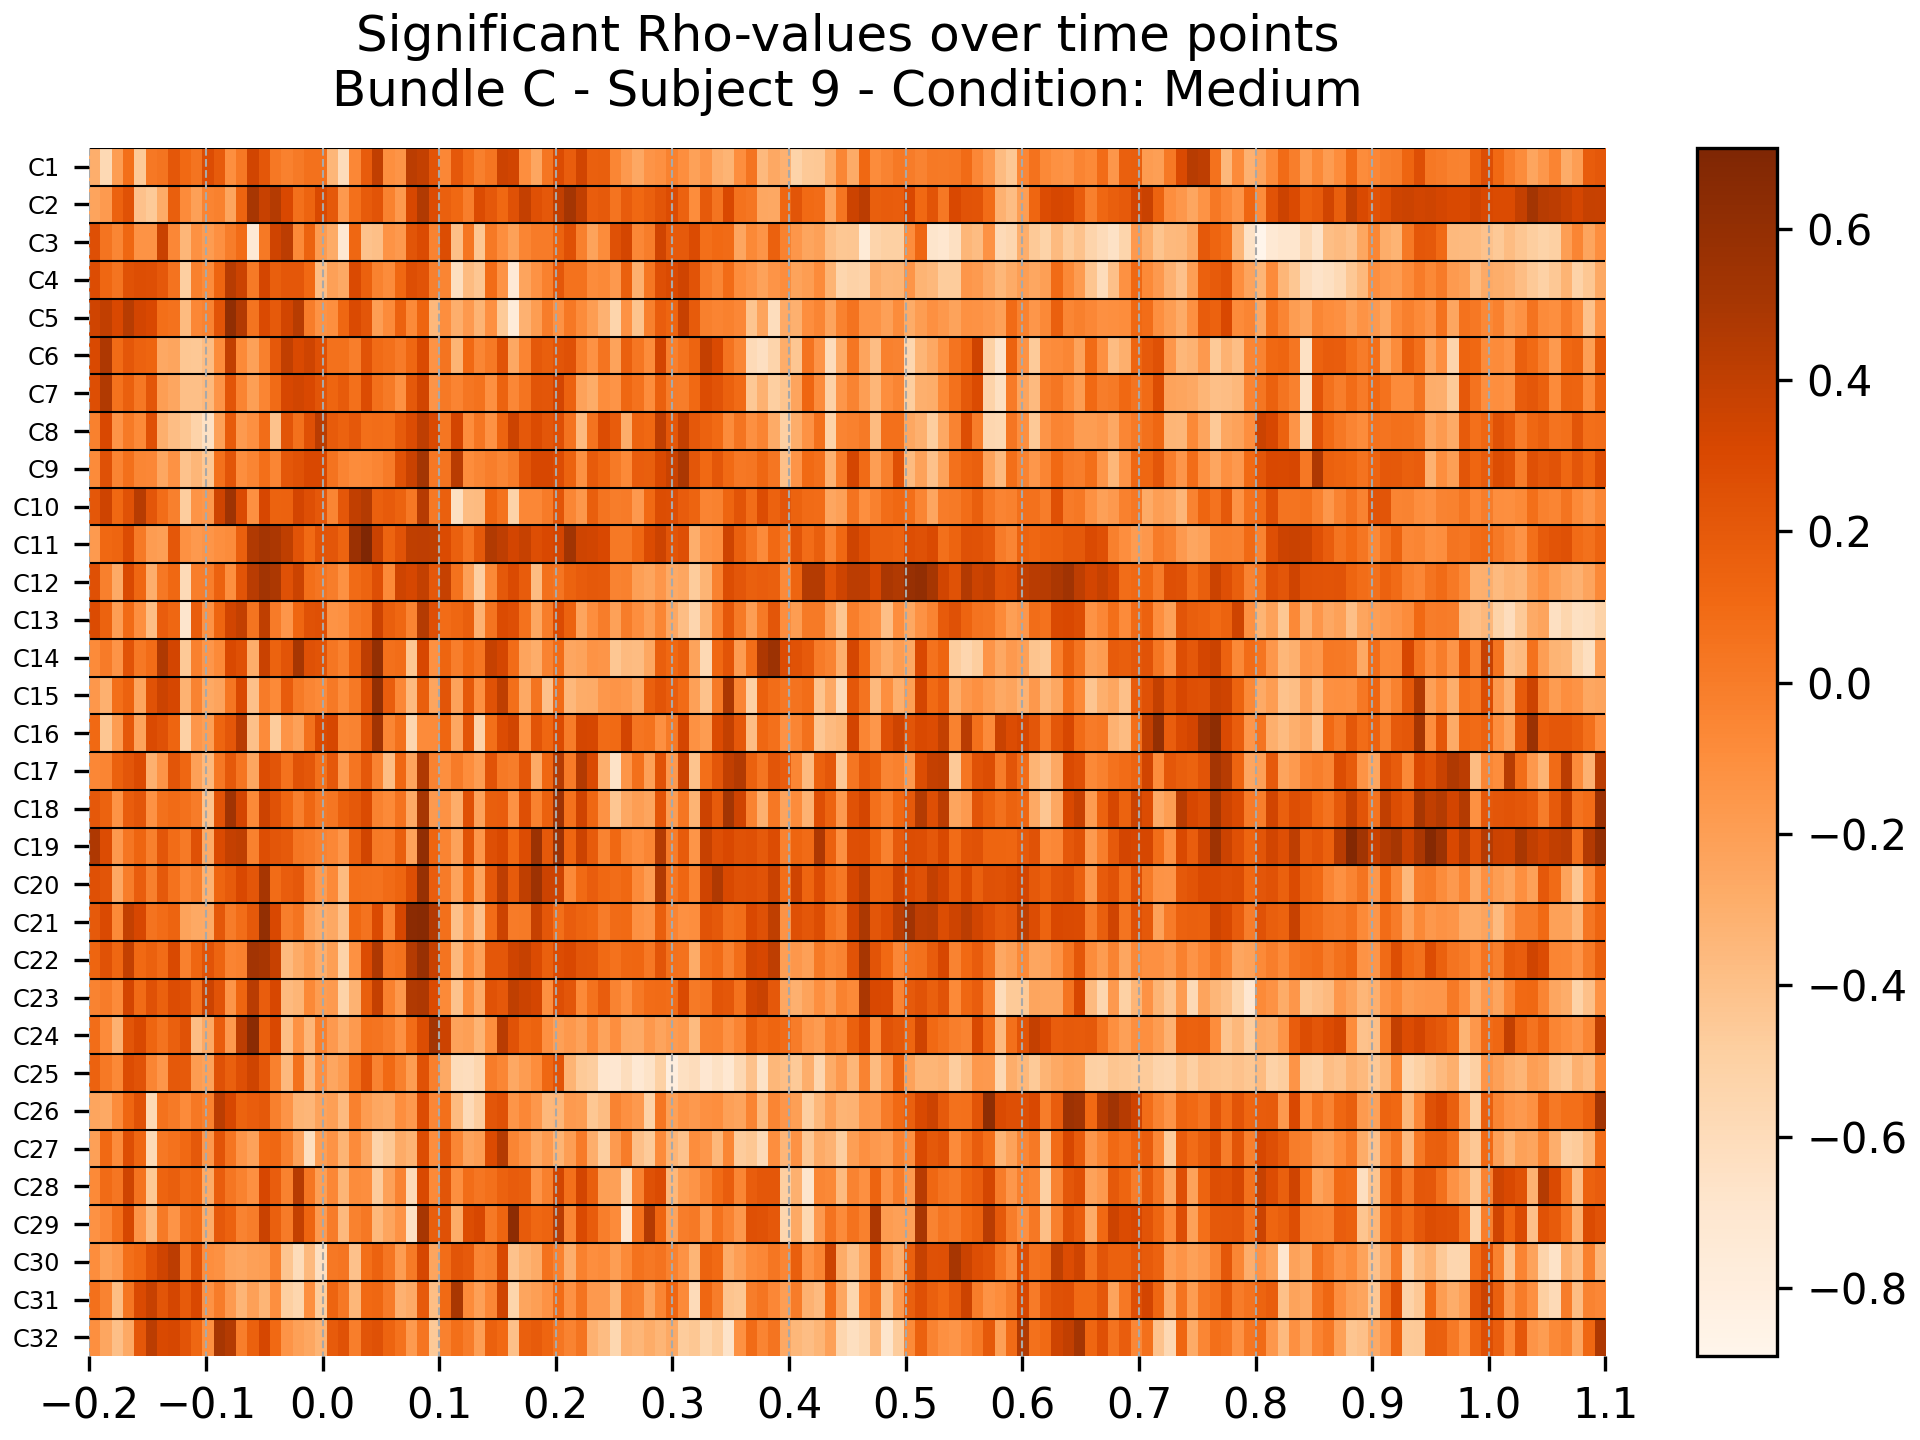 Significant Rho-values over time points
Bundle C - Subject 9 - Condition: Medium
C1
C2
C3
C4
C5
C6
C7
C8
C9
C10
C11
C12
C13
C14
C15
C16
C17
C18
C19
C20
C21
C22
C23
C24
C25
C26
C27
C28
C29
C30
C31
C32
−0.2 −0.1 0.0 0.1 0.2 0.3 0.4 0.5 0.6 0.7 0.8 0.9 1.0 1.1
0.6
0.4
0.2
0.0
−0.2
−0.4
−0.6
−0.8